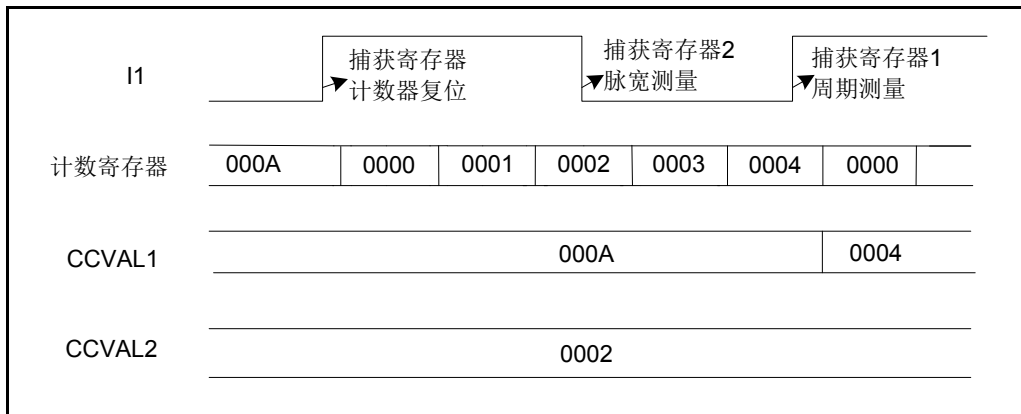 I1
捕获寄存器
计数器复位
捕获寄存器2
脉宽测量
捕获寄存器1
周期测量
计数寄存器 000A 0000 0001 0002 0003 0004 0000
CCVAL1 000A 0004
CCVAL2 0002